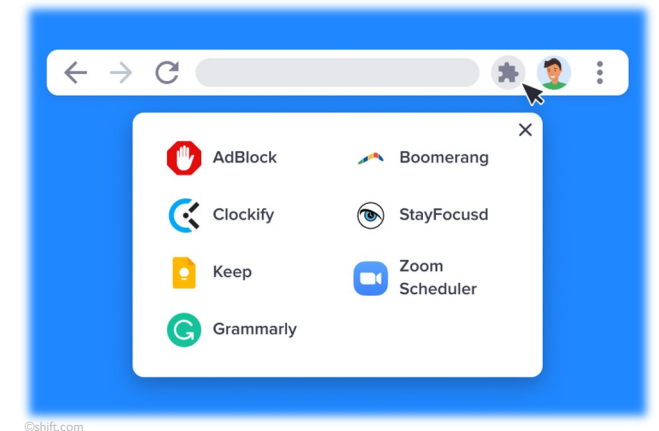 AdBlock
Boomerang
Clockify
StayFocusd
Keep
Zoom
Scheduler
Grammarly
©shift.com